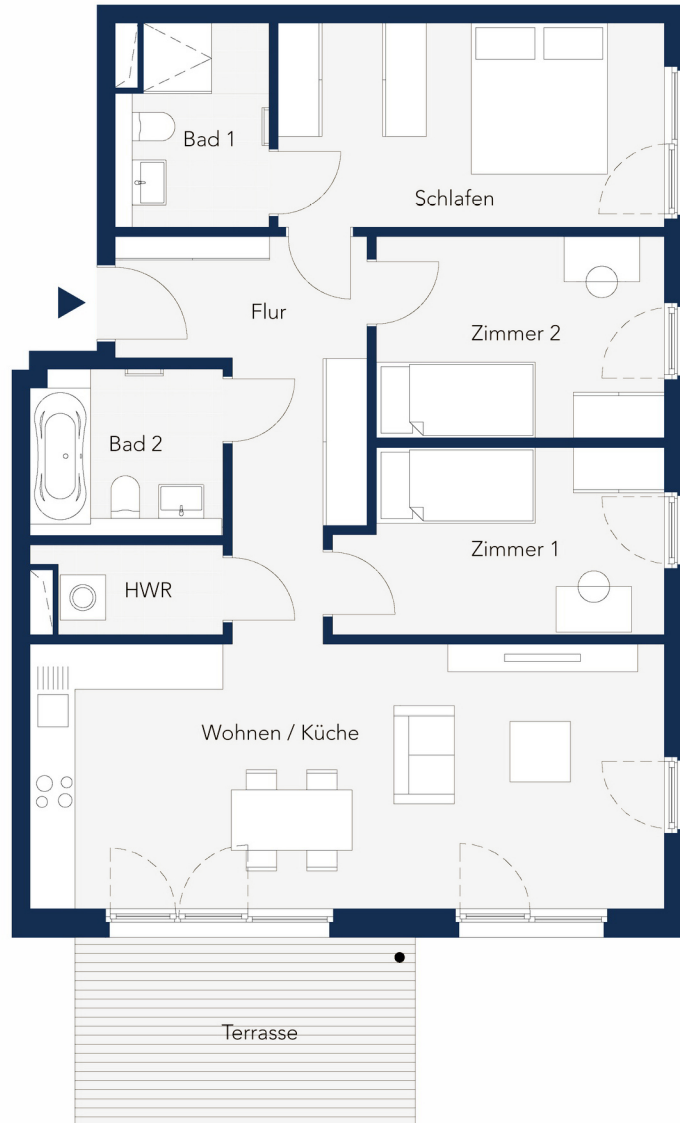 Bad 1
Schlafen
Flur
Zimmer 2
Bad 2
Zimmer 1
HWR
Wohnen / Küche
Terrasse